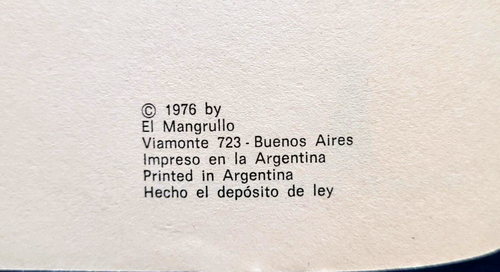 © 1976 by
El Mangrullo
Viamonte 723 - Buenos Aires
Impreso en la Argentina
Printed in Argentina
Hecho el depósito de ley